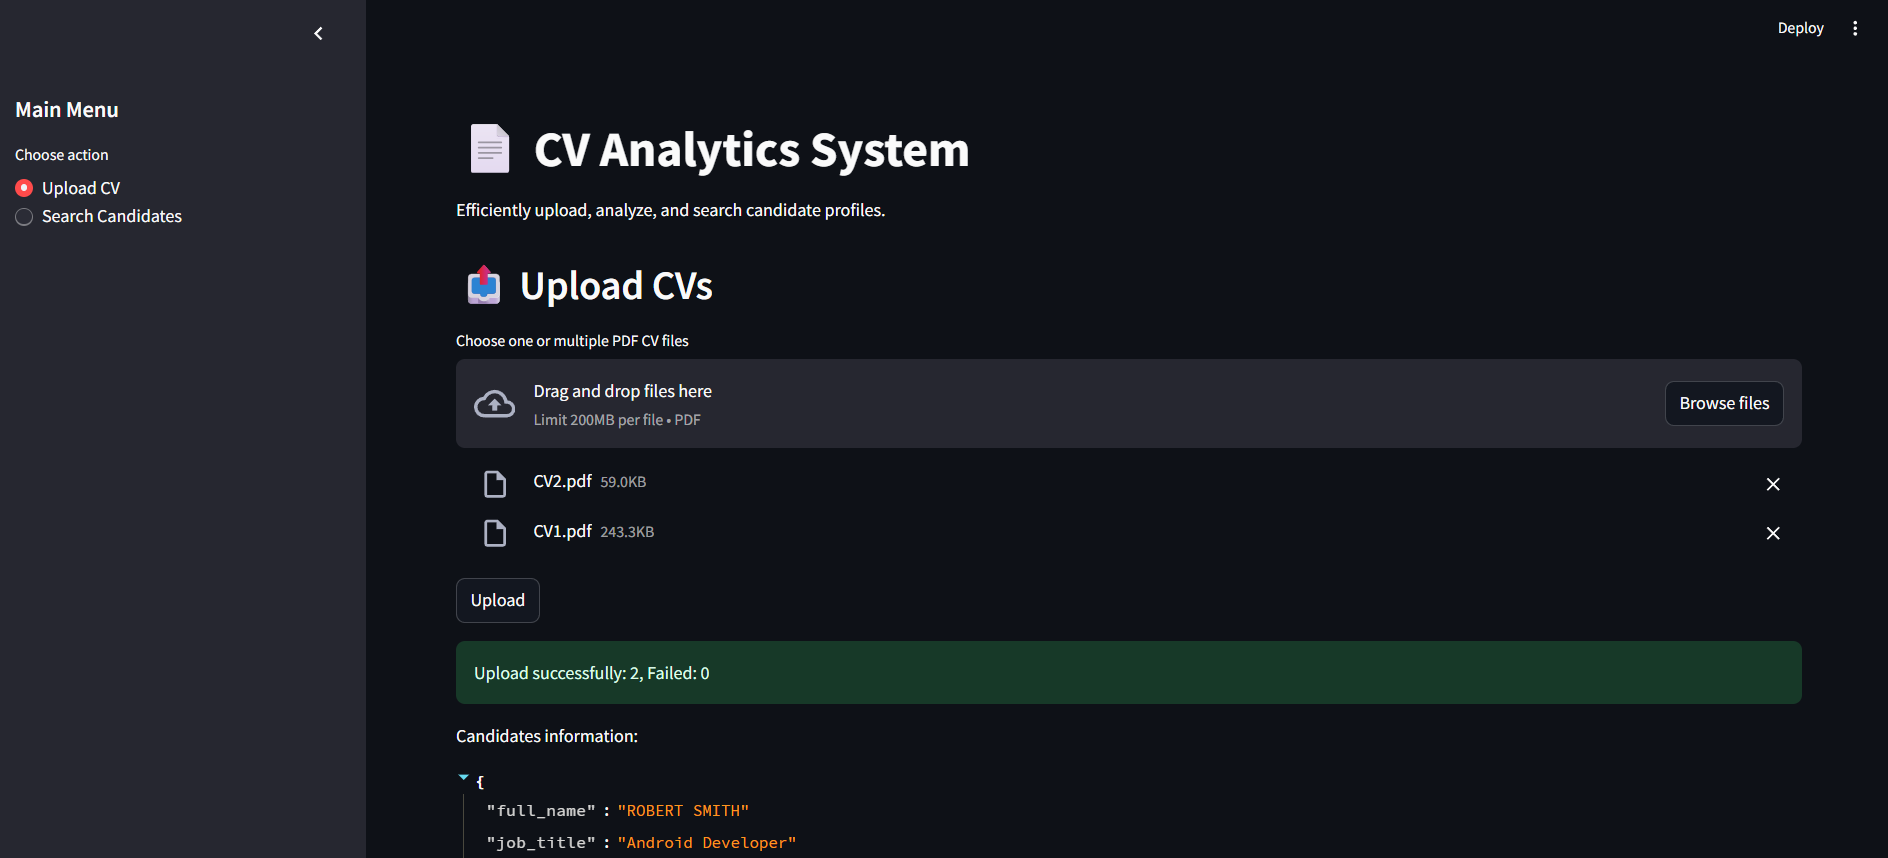 Deploy
Main Menu
Choose action
Upload CV
Search Candidates
CV Analytics System
Efficiently upload, analyze, and search candidate profiles.
Upload CVs
Choose one or multiple PDF CV files
Drag and drop files here
Limit 200MB per file • PDF
Browse files
CV2.pdf 59.0KB
CV1.pdf 243.3KB
Upload
Upload successfully: 2, Failed: 0
Candidates information:
{
"full_name" : "ROBERT SMITH"
"job_title" : "Android Developer"